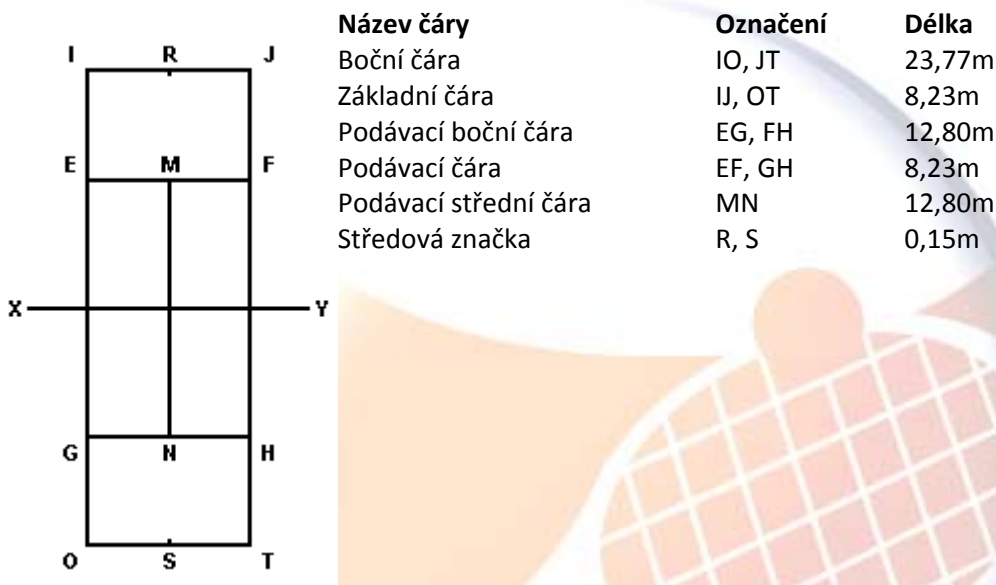 Název čáry Označení Délka
Boční čára IO, JT 23,77m
Základní čára IJ, OT 8,23m
Podávací boční čára EG, FH 12,80m
Podávací čára EF, GH 8,23m
Podávací střední čára MN 12,80m
Středová značka R, S 0,15m
I R J
E M F
X Y
G N H
O S T